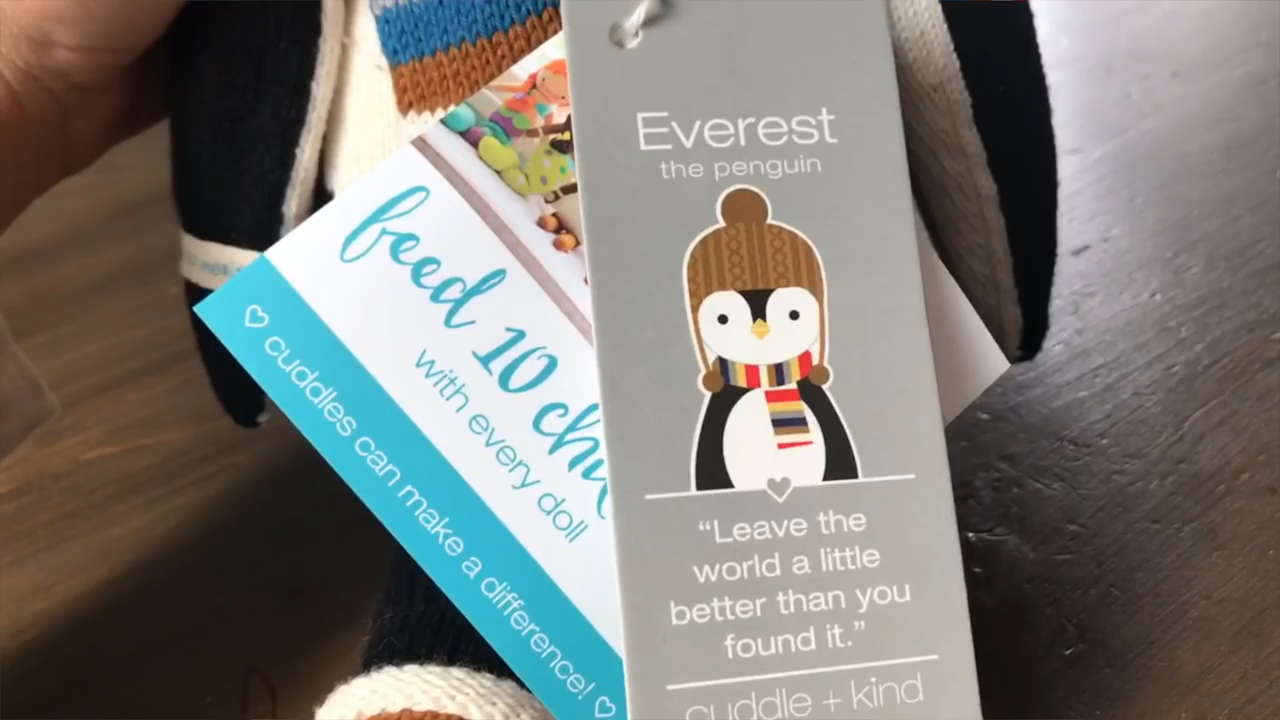 Everest
the penguin
“Leave the
world a little
better than you
found it.”
cuddle + kind
feed 10
with every doll
♡ cuddles can make a difference! ♡